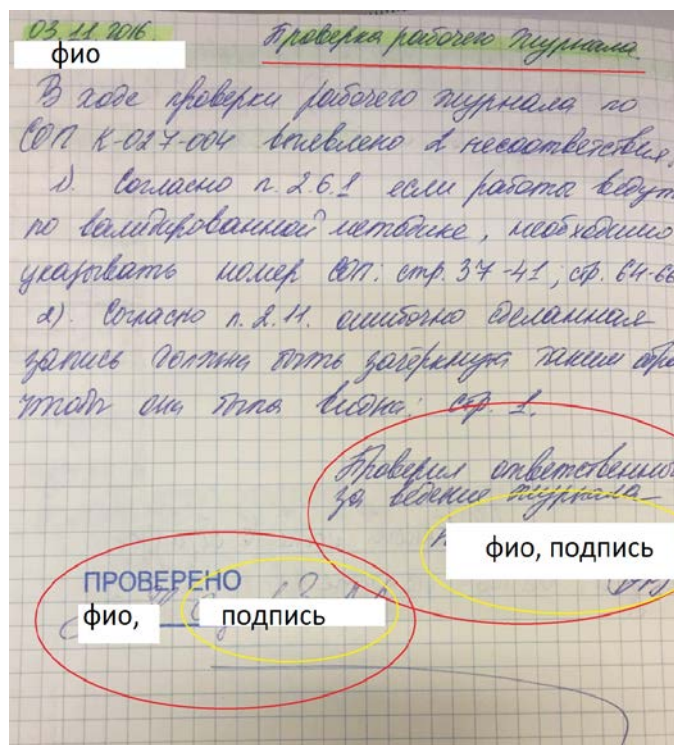 03.11.2016 Проверка рабочего журнала.
фио
В ходе проверки рабочего журнала по
СОП К-027-004 выявлено 2 несоответствия.
1). Согласно п. 2.6.1 если работы ведут
по валидированной методике, необходимо
указывать номер СОП: стр. 37-41; стр. 64-66
2). Согласно п. 2.11. ошибочно сделанная
запись должна быть зачеркнута таким обра
чтобы она была видна: стр. 1.
Проверил ответственный
за ведение журнала
фио, подпись
ПРОВЕРЕНО
фио, подпись